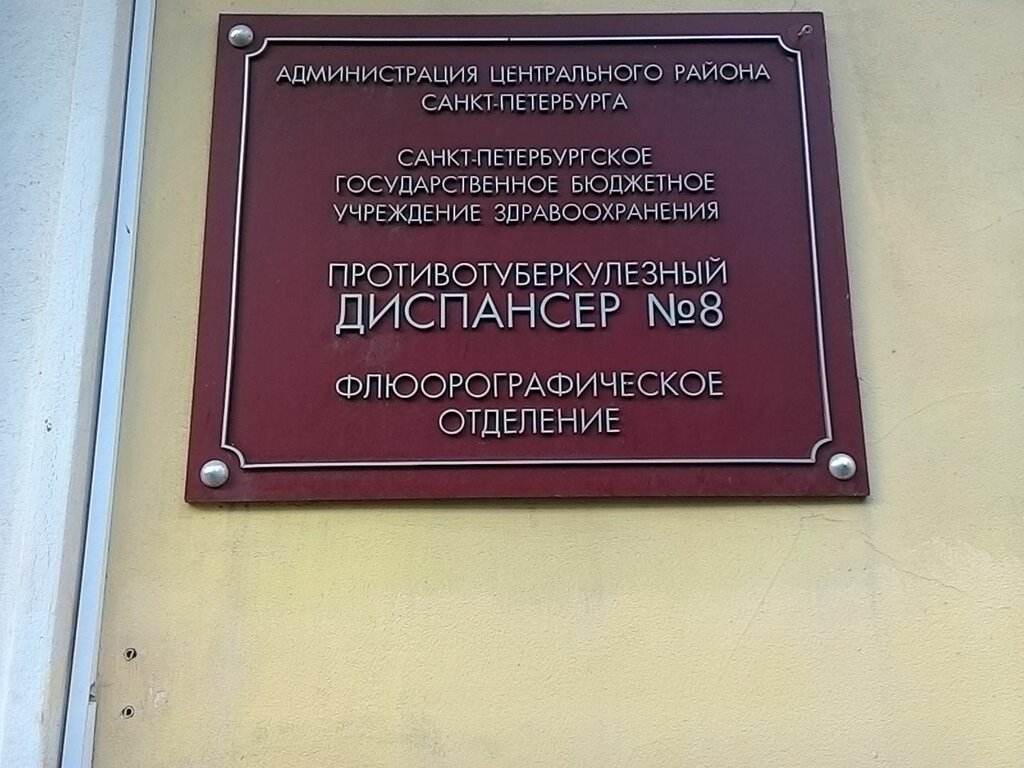 АДМИНИСТРАЦИЯ ЦЕНТРАЛЬНОГО РАЙОНА
САНКТ-ПЕТЕРБУРГА
САНКТ-ПЕТЕРБУРГСКОЕ
ГОСУДАРСТВЕННОЕ БЮДЖЕТНОЕ
УЧРЕЖДЕНИЕ ЗДРАВООХРАНЕНИЯ
ПРОТИВОТУБЕРКУЛЕЗНЫЙ
ДИСПАНСЕР №8
ФЛЮОРОГРАФИЧЕСКОЕ
ОТДЕЛЕНИЕ